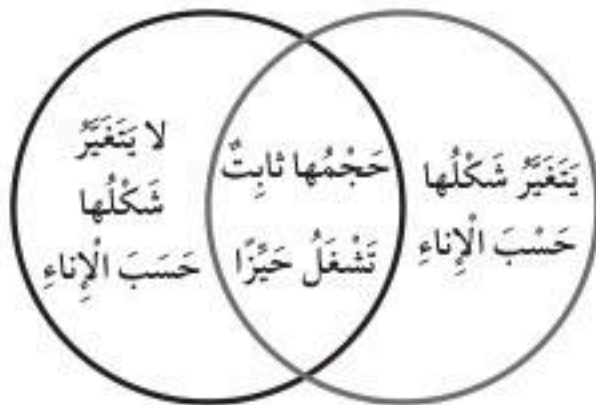 يَتَغَيَّرُ شَكْلُها
حَسْبَ الْإِناءِ
حَجْمُها ثابِتٌ
تَشْغَلُ حَيِّزًا
لا يَتَغَيَّرُ
شَكْلُها
حَسَبَ الْإِناءِ